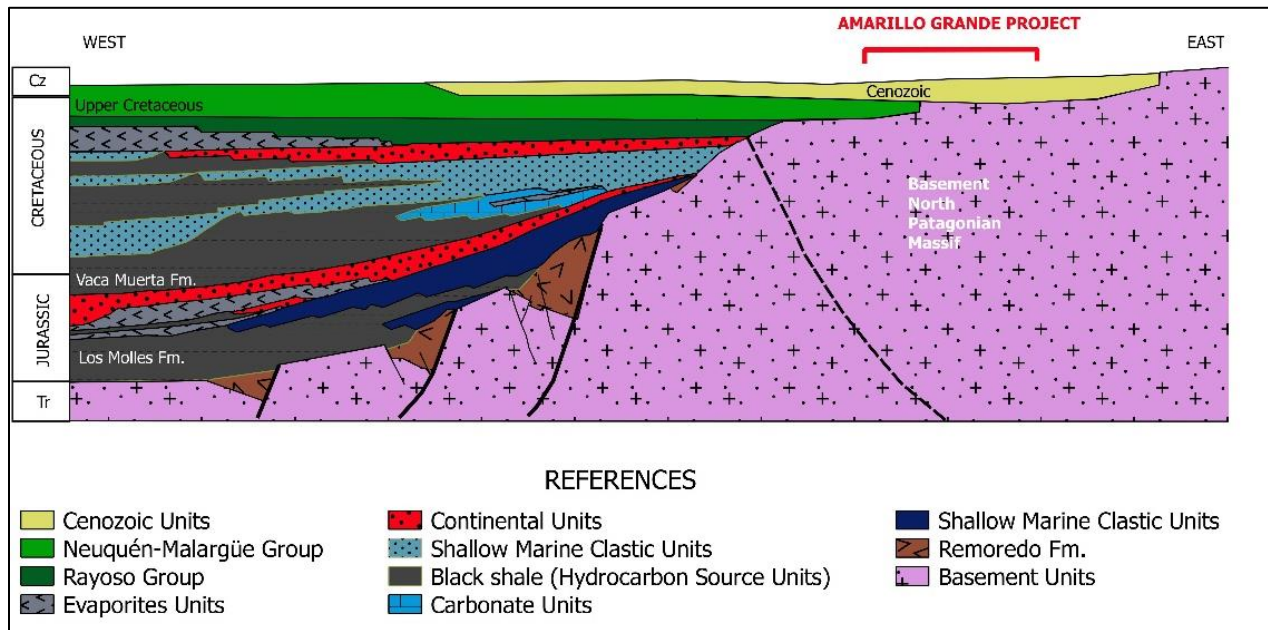 AMARILLO GRANDE PROJECT
WEST
EAST
Cz
Cenozoic
Upper Cretaceous
CRETACEOUS
Basement
North
Patagonian
Massif
Vaca Muerta Fm.
JURASSIC
Los Molles Fm.
Tr
REFERENCES
Cenozoic Units
Neuquén-Malargüe Group
Rayoso Group
Evaporites Units
Continental Units
Shallow Marine Clastic Units
Black shale (Hydrocarbon Source Units)
Carbonate Units
Shallow Marine Clastic Units
Remoredo Fm.
Basement Units